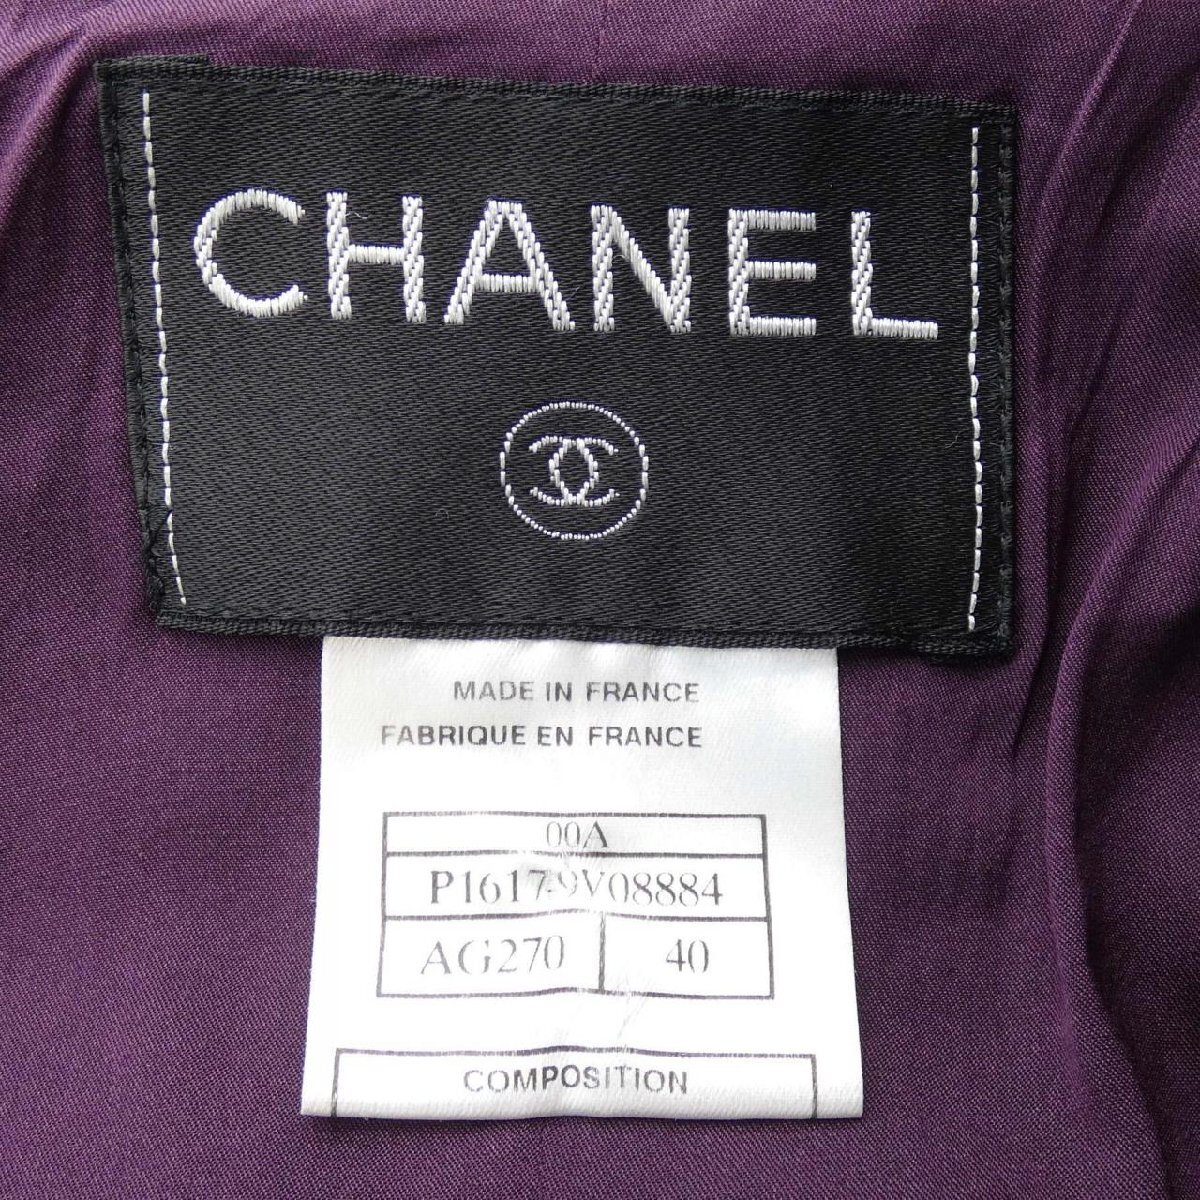 CHANEL
MADE IN FRANCE
FABRIQUE EN FRANCE
00A
P16179V08884
AG270 40
COMPOSITION